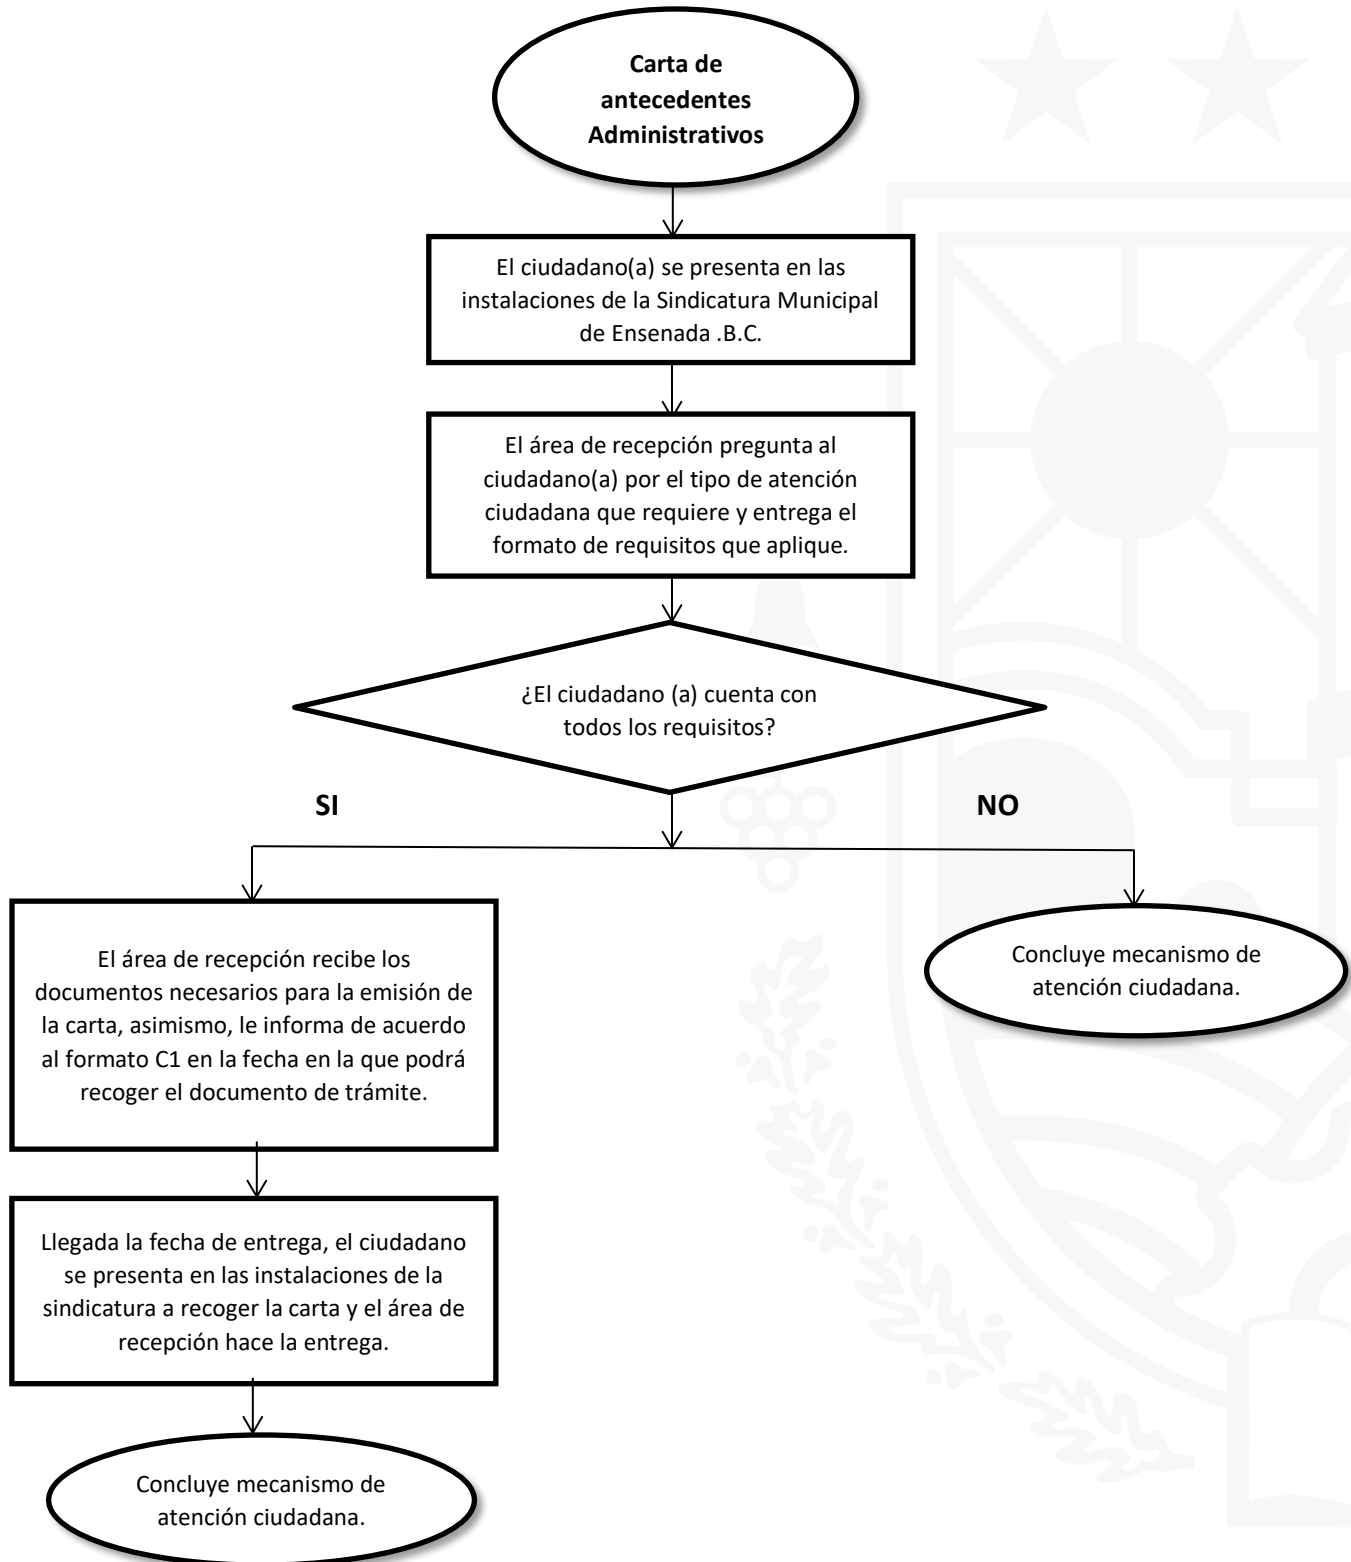 Carta de
antecedentes
Administrativos
El ciudadano(a) se presenta en las
instalaciones de la Sindicatura Municipal
de Ensenada .B.C.
El área de recepción pregunta al
ciudadano(a) por el tipo de atención
ciudadana que requiere y entrega el
formato de requisitos que aplique.
¿El ciudadano (a) cuenta con
todos los requisitos?
SI
NO
El área de recepción recibe los
documentos necesarios para la emisión de
la carta, asimismo, le informa de acuerdo
al formato C1 en la fecha en la que podrá
recoger el documento de trámite.
Concluye mecanismo de
atención ciudadana.
Llegada la fecha de entrega, el ciudadano
se presenta en las instalaciones de la
sindicatura a recoger la carta y el área de
recepción hace la entrega.
Concluye mecanismo de
atención ciudadana.